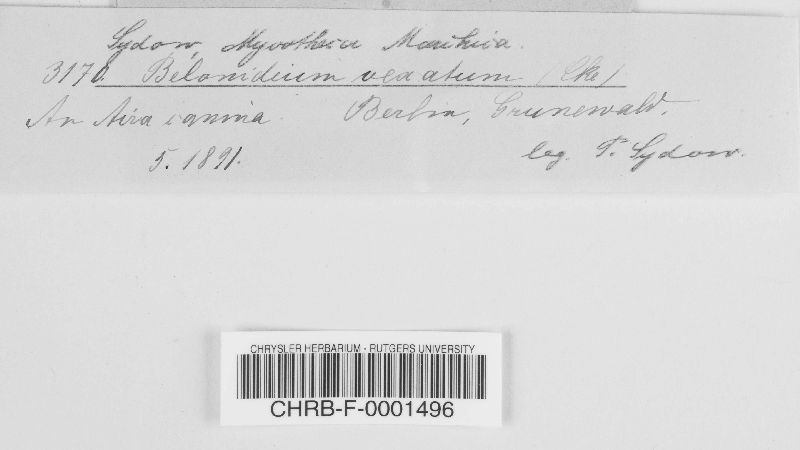 Sydow, Mycotheca Marchica.
3170. Belonidium vexatum (Cke)
An Aira canina. Berlin, Grunewald.
5. 1891. leg. P. Sydow.
CHRYSLER HERBARIUM - RUTGERS UNIVERSITY
CHRB-F-0001496